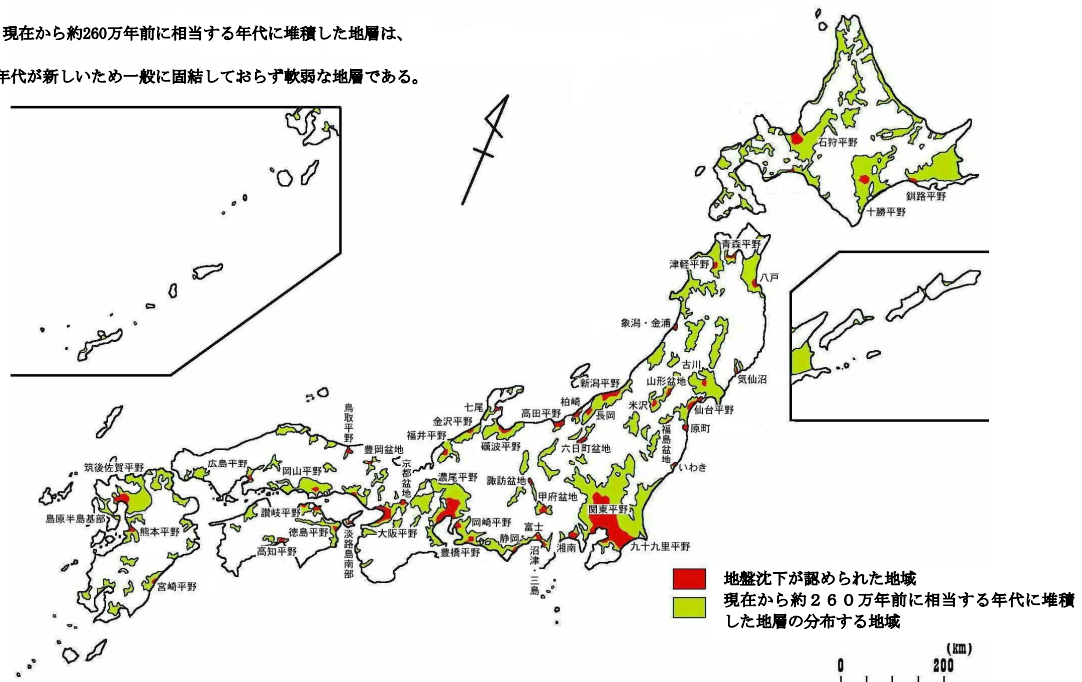 現在から約260万年前に相当する年代に堆積した地層は、
年代が新しいため一般に固結しておらず軟弱な地層である。
石狩平野
釧路平野
十勝平野
青森平野
津軽平野
八戸
象潟・金浦
古川
気仙沼
新潟平野
山形盆地
柏崎
長岡
米沢
仙台平野
七尾
高田平野
原町
福島盆地
金沢平野
鳥取平野
福井平野
礪波平野
六日町盆地
豊岡盆地
京都盆地
いわき
筑後佐賀平野
広島平野
岡山平野
濃尾平野
諏訪盆地
甲府盆地
関東平野
島原半島基部
讃岐平野
岡崎平野
富士
熊本平野
徳島平野
大阪平野
静岡
湘南
九十九里平野
高知平野
淡路島南部
豊橋平野
沼津・三島
宮崎平野
地盤沈下が認められた地域
現在から約２６０万年前に相当する年代に堆積
した地層の分布する地域
(km)
0 200